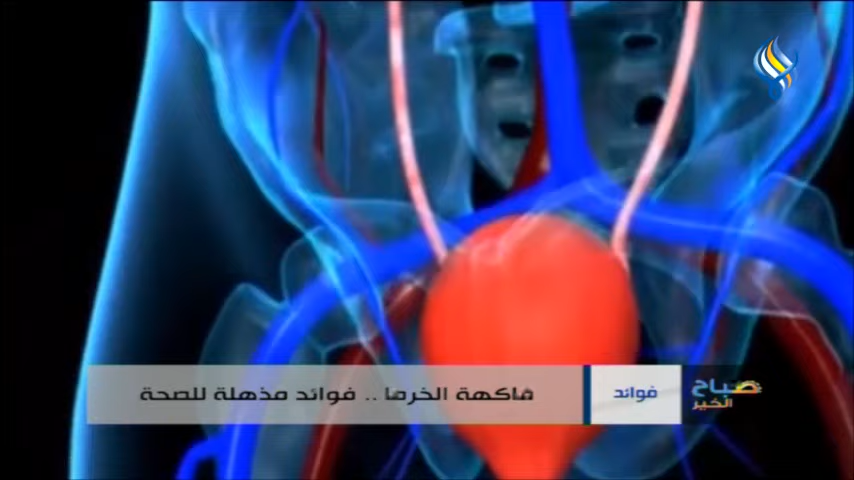 صباح
الخير
فوائد
فاكهة الخرما .. فوائد مذهلة للصحة